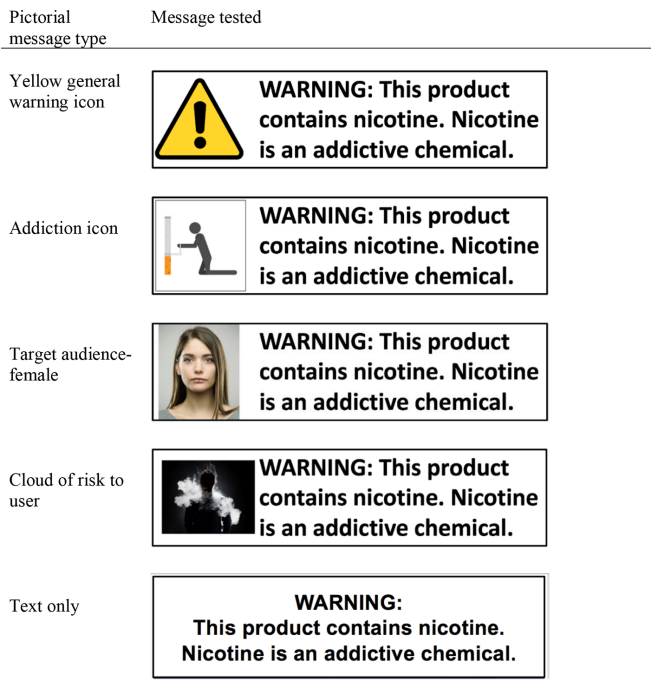 Pictorial message type Message tested
Yellow general warning icon
WARNING: This product
contains nicotine. Nicotine
is an addictive chemical.
Addiction icon
WARNING: This product
contains nicotine. Nicotine
is an addictive chemical.
Target audience-
female
WARNING: This product
contains nicotine. Nicotine
is an addictive chemical.
Cloud of risk to
user
WARNING: This product
contains nicotine. Nicotine
is an addictive chemical.
Text only
WARNING:
This product contains nicotine.
Nicotine is an addictive chemical.